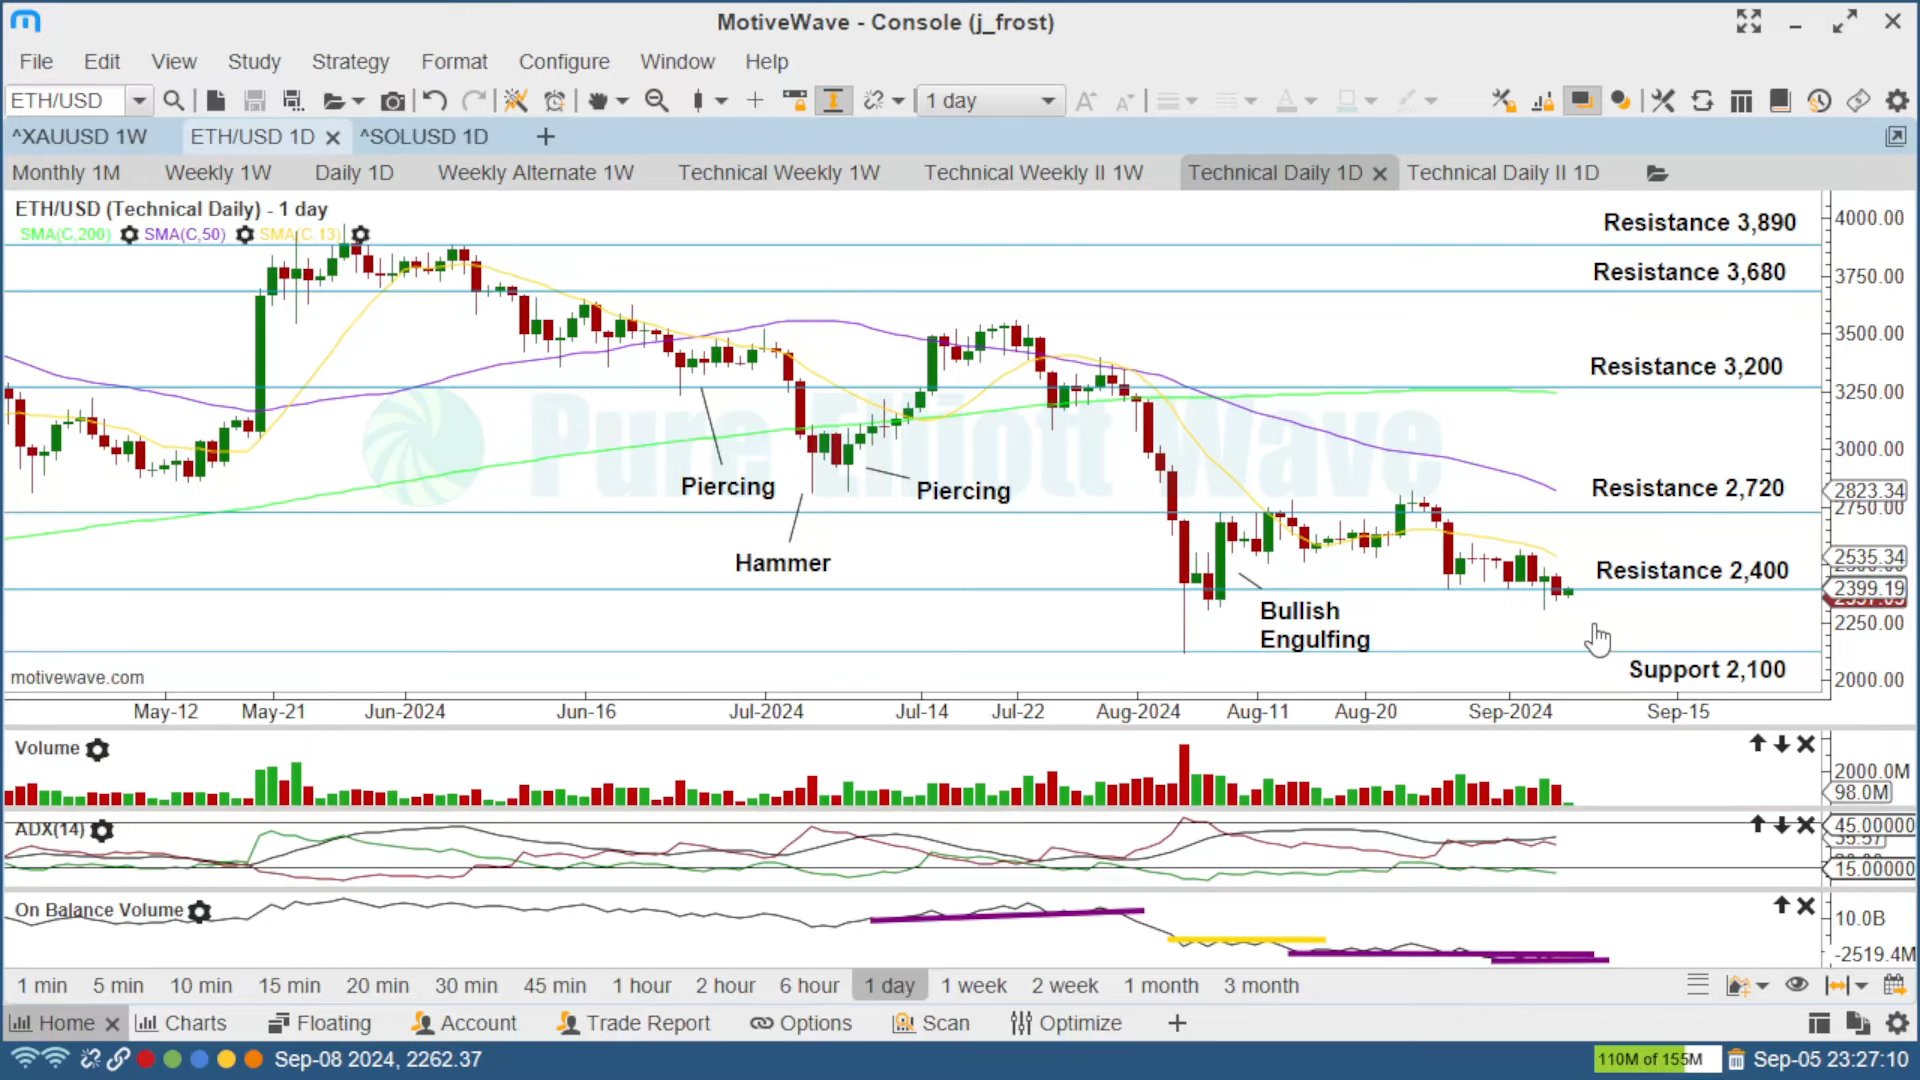 MotiveWave - Console (j_frost)
File Edit View Study Strategy Format Configure Window Help
ETH/USD 1 day
^XAUUSD 1W ETH/USD 1D ^SOLUSD 1D
Monthly 1M Weekly 1W Daily 1D Weekly Alternate 1W Technical Weekly 1W Technical Weekly II 1W Technical Daily 1D Technical Daily II 1D
ETH/USD (Technical Daily) - 1 day
SMA(C,200) SMA(C,50) SMA(C,13)
Resistance 3,890
Resistance 3,680
Resistance 3,200
Resistance 2,720
Resistance 2,400
Support 2,100
4000.00
3750.00
3500.00
3250.00
3000.00
2823.34
2750.00
2535.34
2399.19
2250.00
2000.00
Pure Elliott Wave
Piercing
Piercing
Hammer
Bullish
Engulfing
motivewave.com
May-12 May-21 Jun-2024 Jun-16 Jul-2024 Jul-14 Jul-22 Aug-2024 Aug-11 Aug-20 Sep-2024 Sep-15
Volume
2000.0M
98.0M
ADX(14)
45.00000
15.00000
On Balance Volume
10.0B
-2519.4M
1 min 5 min 10 min 15 min 20 min 30 min 45 min 1 hour 2 hour 6 hour 1 day 1 week 2 week 1 month 3 month
Home Charts Floating Account Trade Report Options Scan Optimize
Sep-08 2024, 2262.37 110M of 155M Sep-05 23:27:10